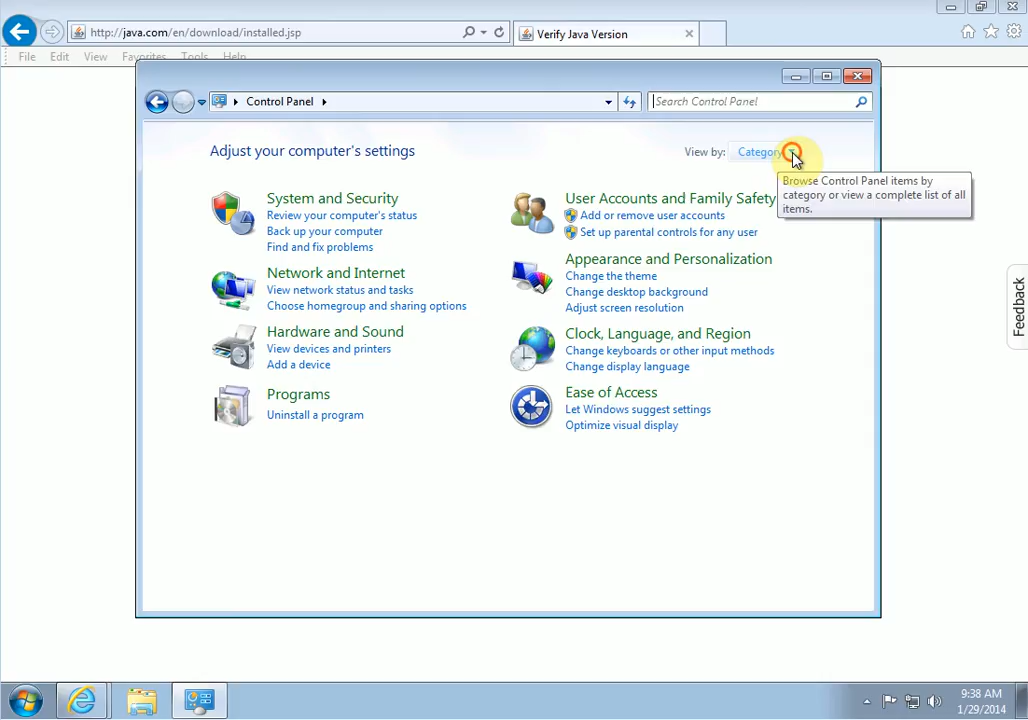 http://java.com/en/download/installed.jsp
Verify Java Version
File Edit View Favorites Tools Help
Control Panel
Search Control Panel
Adjust your computer's settings
View by: Category
Browse Control Panel items by
category or view a complete list of all
items.
System and Security
Review your computer's status
Back up your computer
Find and fix problems
Network and Internet
View network status and tasks
Choose homegroup and sharing options
Hardware and Sound
View devices and printers
Add a device
Programs
Uninstall a program
User Accounts and Family Safety
Add or remove user accounts
Set up parental controls for any user
Appearance and Personalization
Change the theme
Change desktop background
Adjust screen resolution
Clock, Language, and Region
Change keyboards or other input methods
Change display language
Ease of Access
Let Windows suggest settings
Optimize visual display
Feedback
9:38 AM
1/29/2014